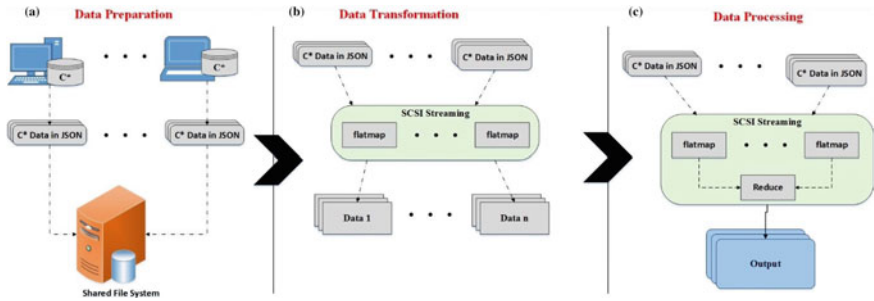 (a) Data Preparation
C*
C*
C* Data in JSON
C* Data in JSON
Shared File System
(b) Data Transformation
C* Data in JSON
C* Data in JSON
SCSI Streaming
flatmap
flatmap
Data 1
Data n
(c) Data Processing
C* Data in JSON
C* Data in JSON
SCSI Streaming
flatmap
flatmap
Reduce
Output